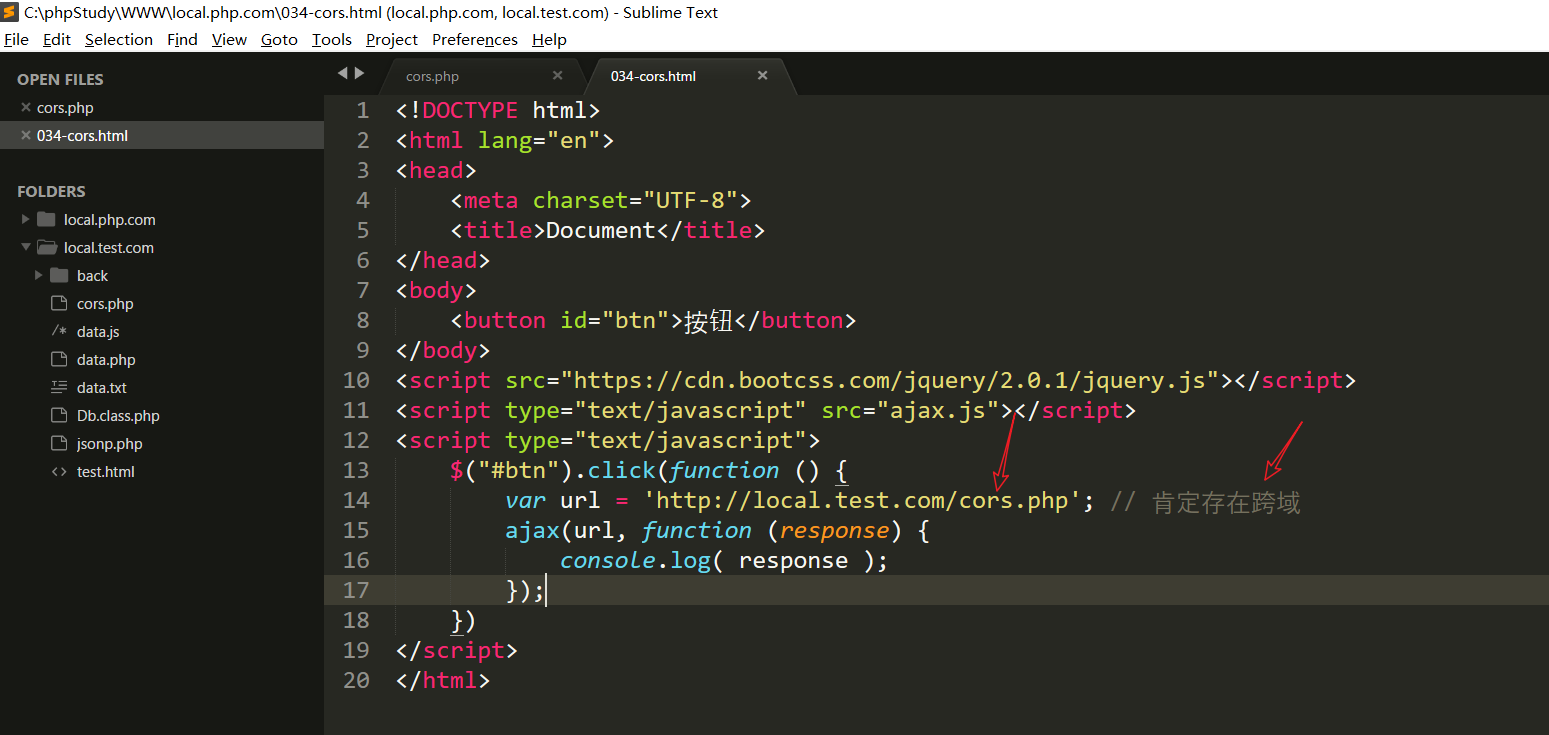 C:\phpStudy\WWW\local.php.com\034-cors.html (local.php.com, local.test.com) - Sublime Text
File Edit Selection Find View Goto Tools Project Preferences Help
OPEN FILES
cors.php
034-cors.html
FOLDERS
local.php.com
local.test.com
back
cors.php
data.js
data.php
data.txt
Db.class.php
jsonp.php
test.html
cors.php 034-cors.html
1 <!DOCTYPE html>
2 <html lang="en">
3 <head>
4 <meta charset="UTF-8">
5 <title>Document</title>
6 </head>
7 <body>
8 <button id="btn">按钮</button>
9 </body>
10 <script src="https://cdn.bootcss.com/jquery/2.0.1/jquery.js"></script>
11 <script type="text/javascript" src="ajax.js"></script>
12 <script type="text/javascript">
13 $("#btn").click(function () {
14 var url = 'http://local.test.com/cors.php'; // 肯定存在跨域
15 ajax(url, function (response) {
16 console.log( response );
17 });
18 })
19 </script>
20 </html>